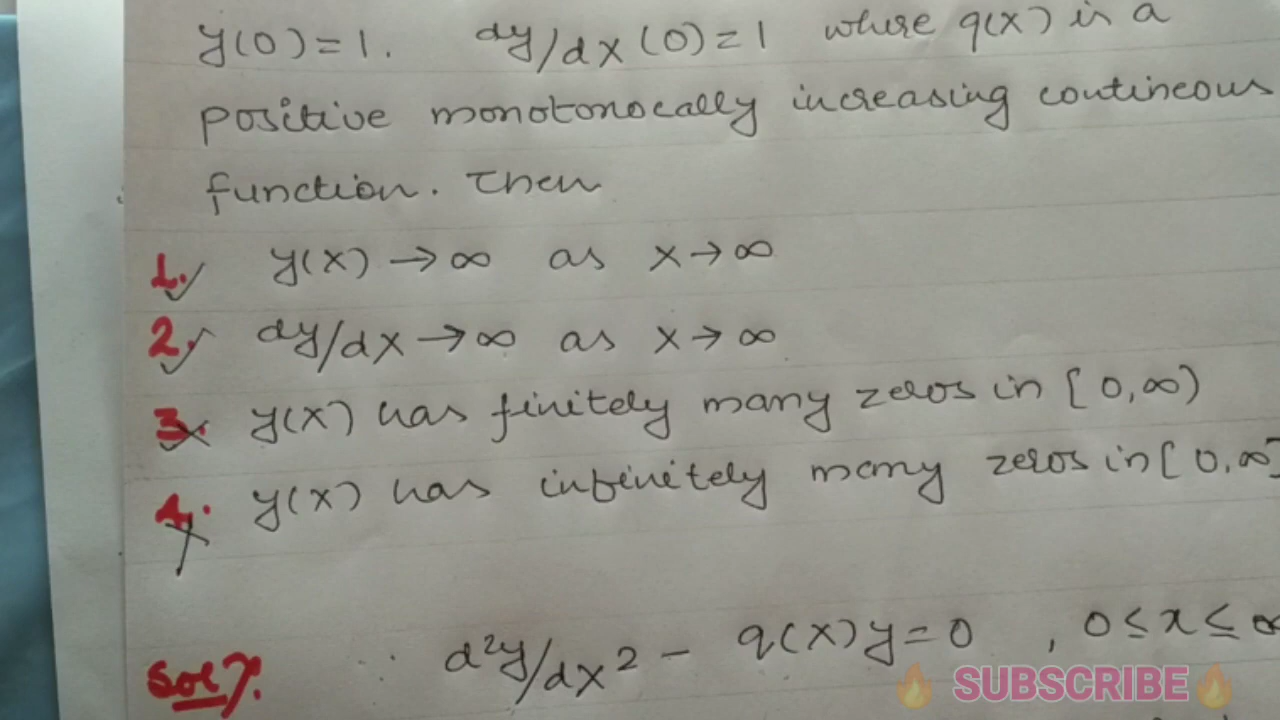 y(0)=1. dy/dx(0)=1 where q(x) is a
positive monotonocally increasing contineous
function. Then
1. y(x)→∞ as x→∞
2. dy/dx→∞ as x→∞
3. y(x) has finitely many zeros in [0,∞)
4. y(x) has infinitely many zeros in [0,∞]
Sol7. d²y/dx² - q(x)y=0 , 0≤x≤∞
🔥 SUBSCRIBE🔥